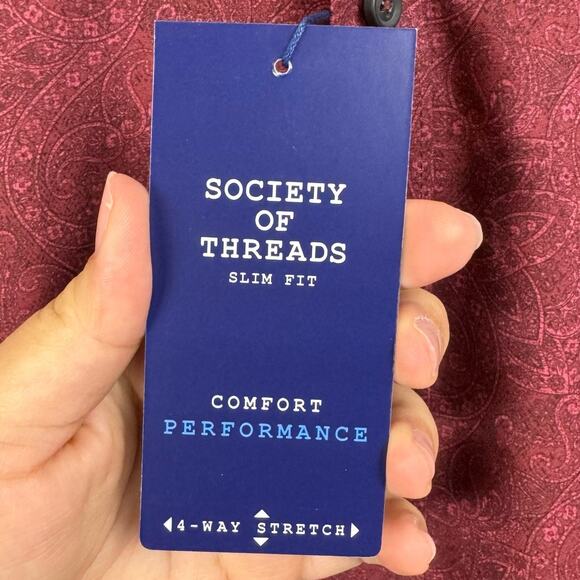 SOCIETY
OF
THREADS
SLIM FIT
COMFORT
PERFORMANCE
4-WAY STRETCH